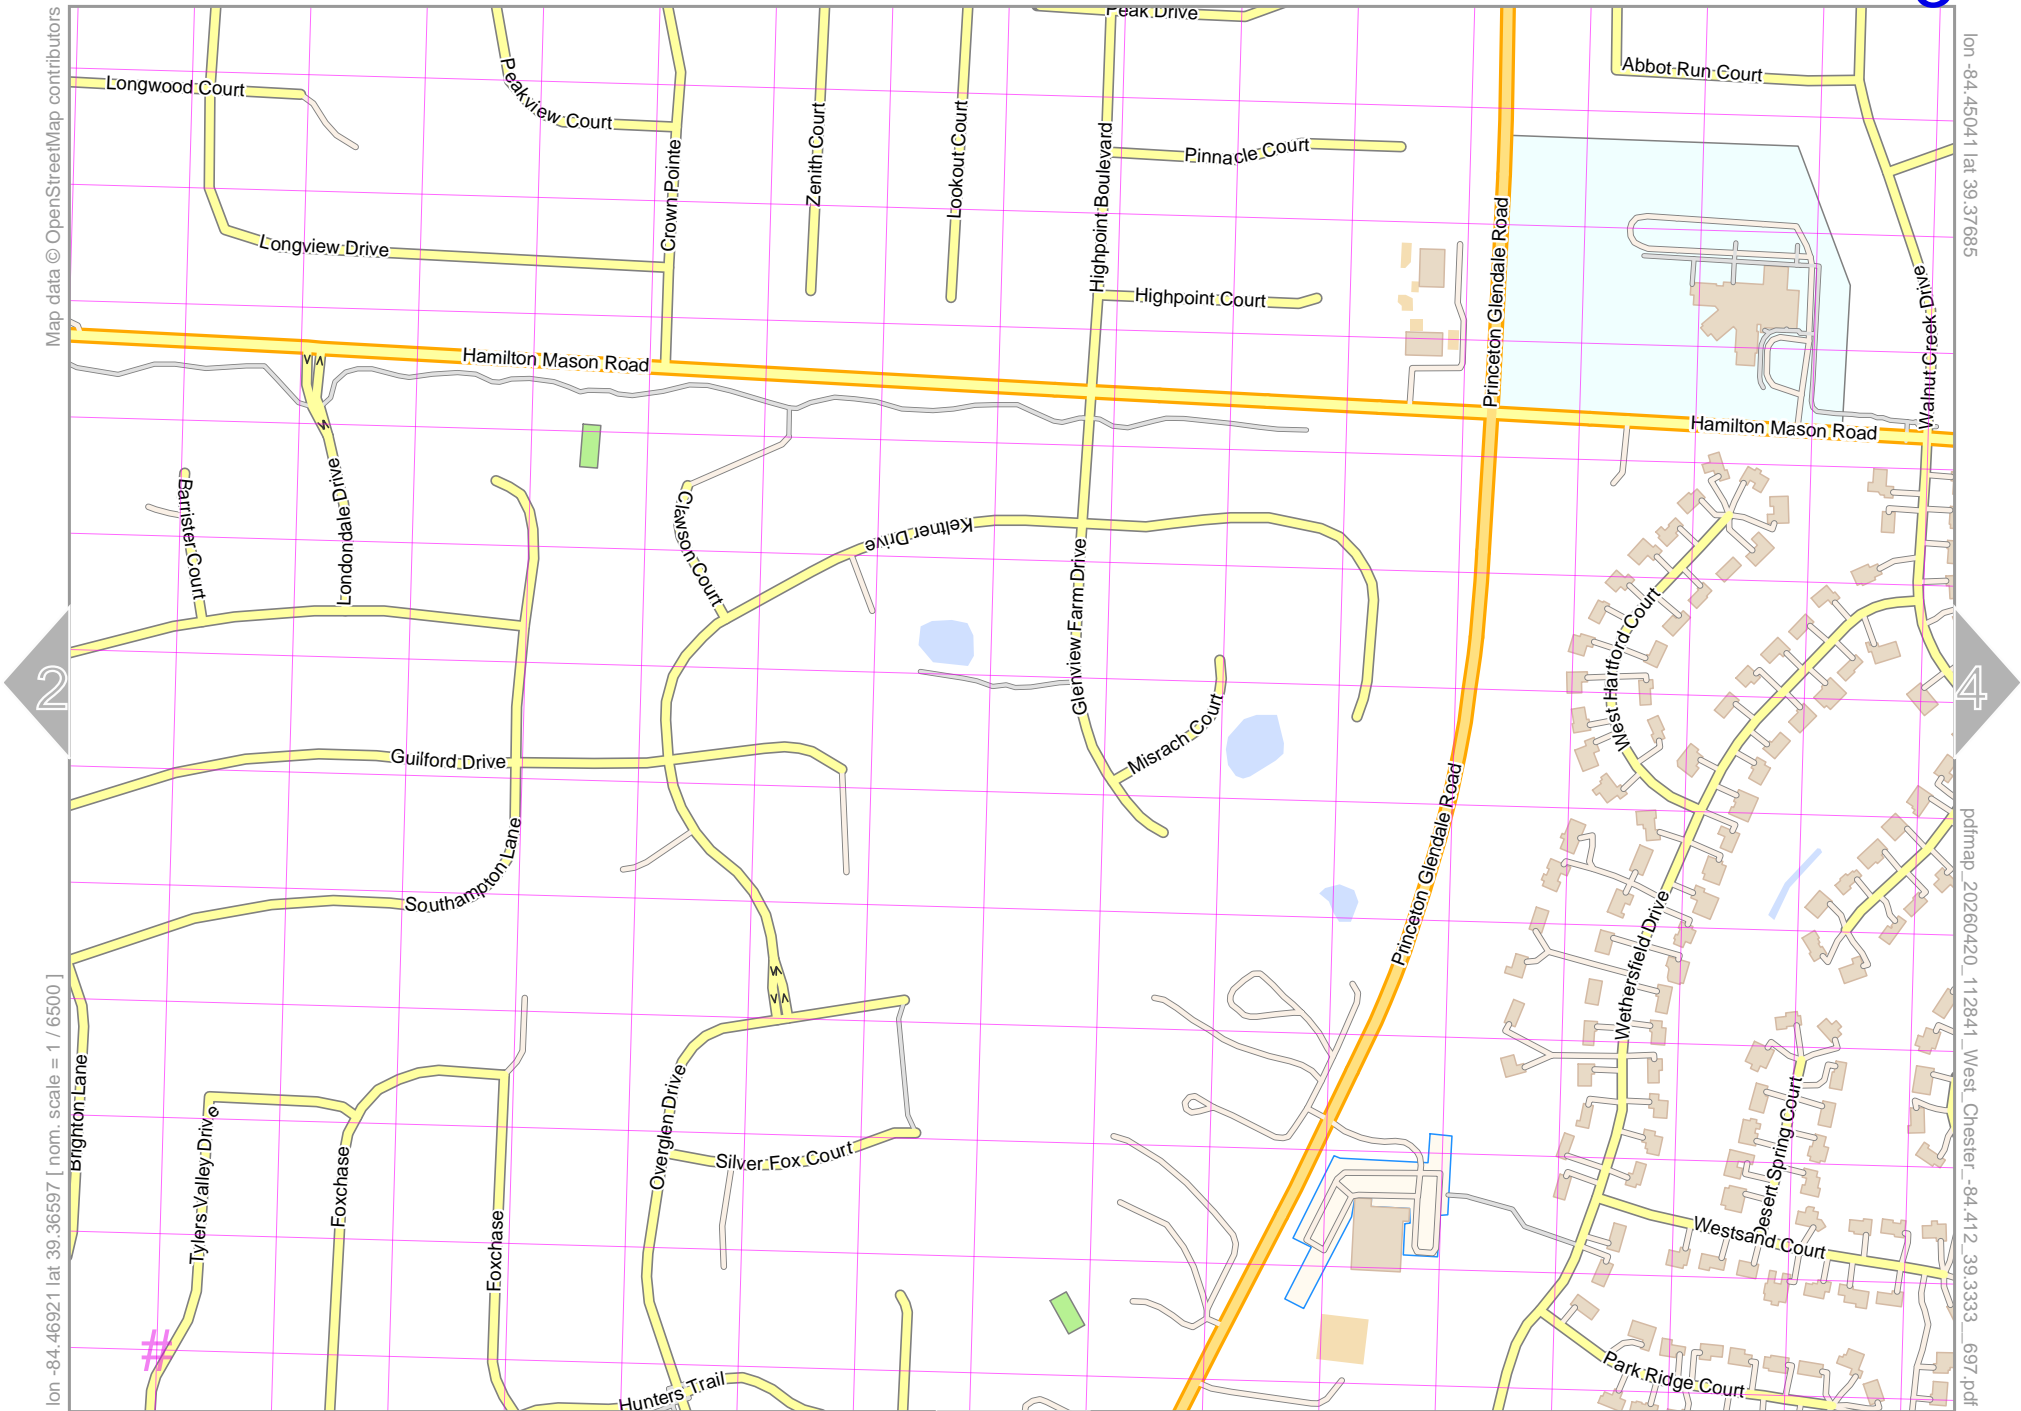 Peak Drive
Longwood Court
Peakview Court
Crown Pointe
Zenith Court
Lookout Court
Highpoint Boulevard
Pinnacle Court
Princeton Glendale Road
Abbot Run Court
Longview Drive
Highpoint Court
Walnut Creek Drive
Hamilton Mason Road
Hamilton Mason Road
Barrister Court
Londondale Drive
Clawson Court
Keltner Drive
Glenview Farm Drive
Misrach Court
West Hartford Court
2
4
Guilford Drive
Princeton Glendale Road
Southampton Lane
Wethersfield Drive
Brighton Lane
Tylers Valley Drive
Foxchase
Foxchase
Overglen Drive
Silver Fox Court
Desert Spring Court
Westsand Court
Park Ridge Court
Hunters Trail
#
Map data © OpenStreetMap contributors
lon -84.46921 lat 39.36597 [ nom. scale = 1 / 6500 ]
lon -84.45041 lat 39.37685
pdfmap_20260420_112841_West_Chester_-84.412_39.3333__697.pdf